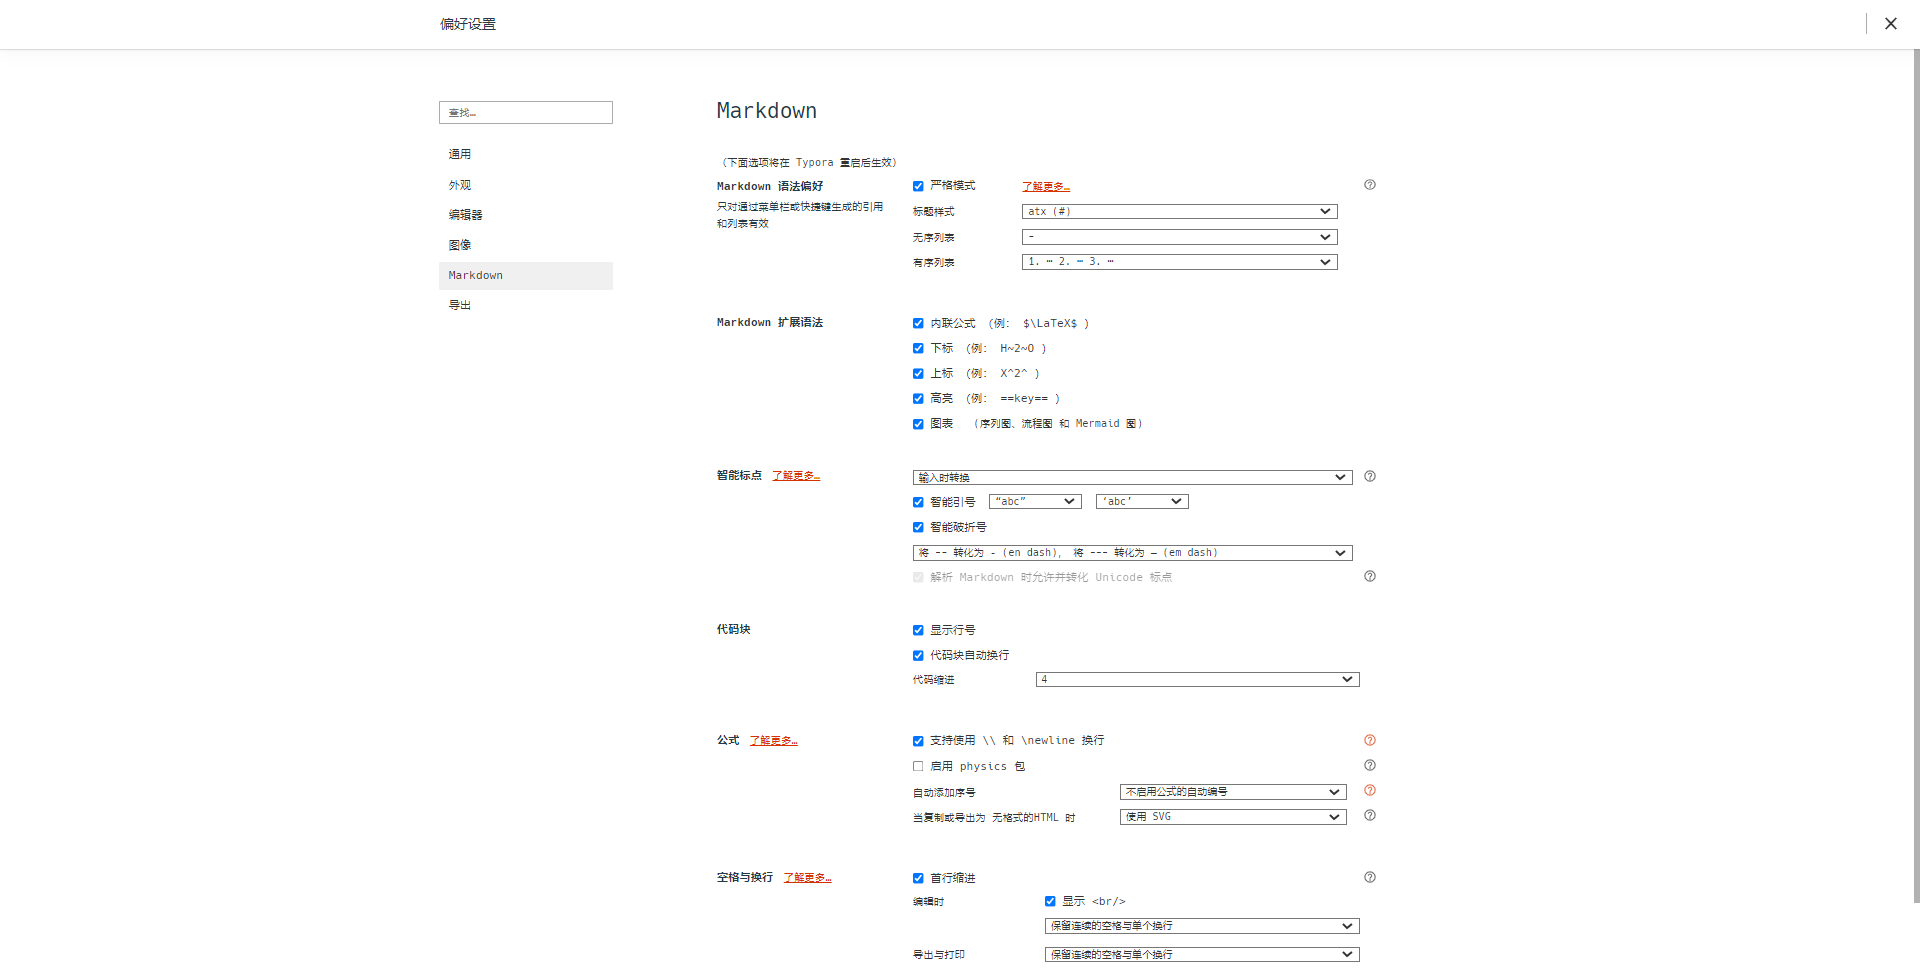 偏好设置
查找…
通用
外观
编辑器
图像
Markdown
导出
Markdown
（下面选项将在 Typora 重启后生效）
Markdown 语法偏好
只对通过菜单栏或快捷键生成的引用
和列表有效
严格模式 了解更多…
标题样式 atx (#)
无序列表 -
有序列表 1. … 2. … 3. …
Markdown 扩展语法
内联公式 (例: $\LaTeX$ )
下标 (例: H~2~O )
上标 (例: X^2^ )
高亮 (例: ==key== )
图表 (序列图、流程图 和 Mermaid 图)
智能标点 了解更多…
输入时转换
智能引号 “abc” ‘abc’
智能破折号
将 -- 转化为 - (en dash), 将 --- 转化为 — (em dash)
解析 Markdown 时允许并转化 Unicode 标点
代码块
显示行号
代码块自动换行
代码缩进 4
公式 了解更多…
支持使用 \\ 和 \newline 换行
启用 physics 包
自动添加序号 不启用公式的自动编号
当复制或导出为 无格式的HTML 时 使用 SVG
空格与换行 了解更多…
首行缩进
编辑时 显示 <br/>
保留连续的空格与单个换行
导出与打印 保留连续的空格与单个换行